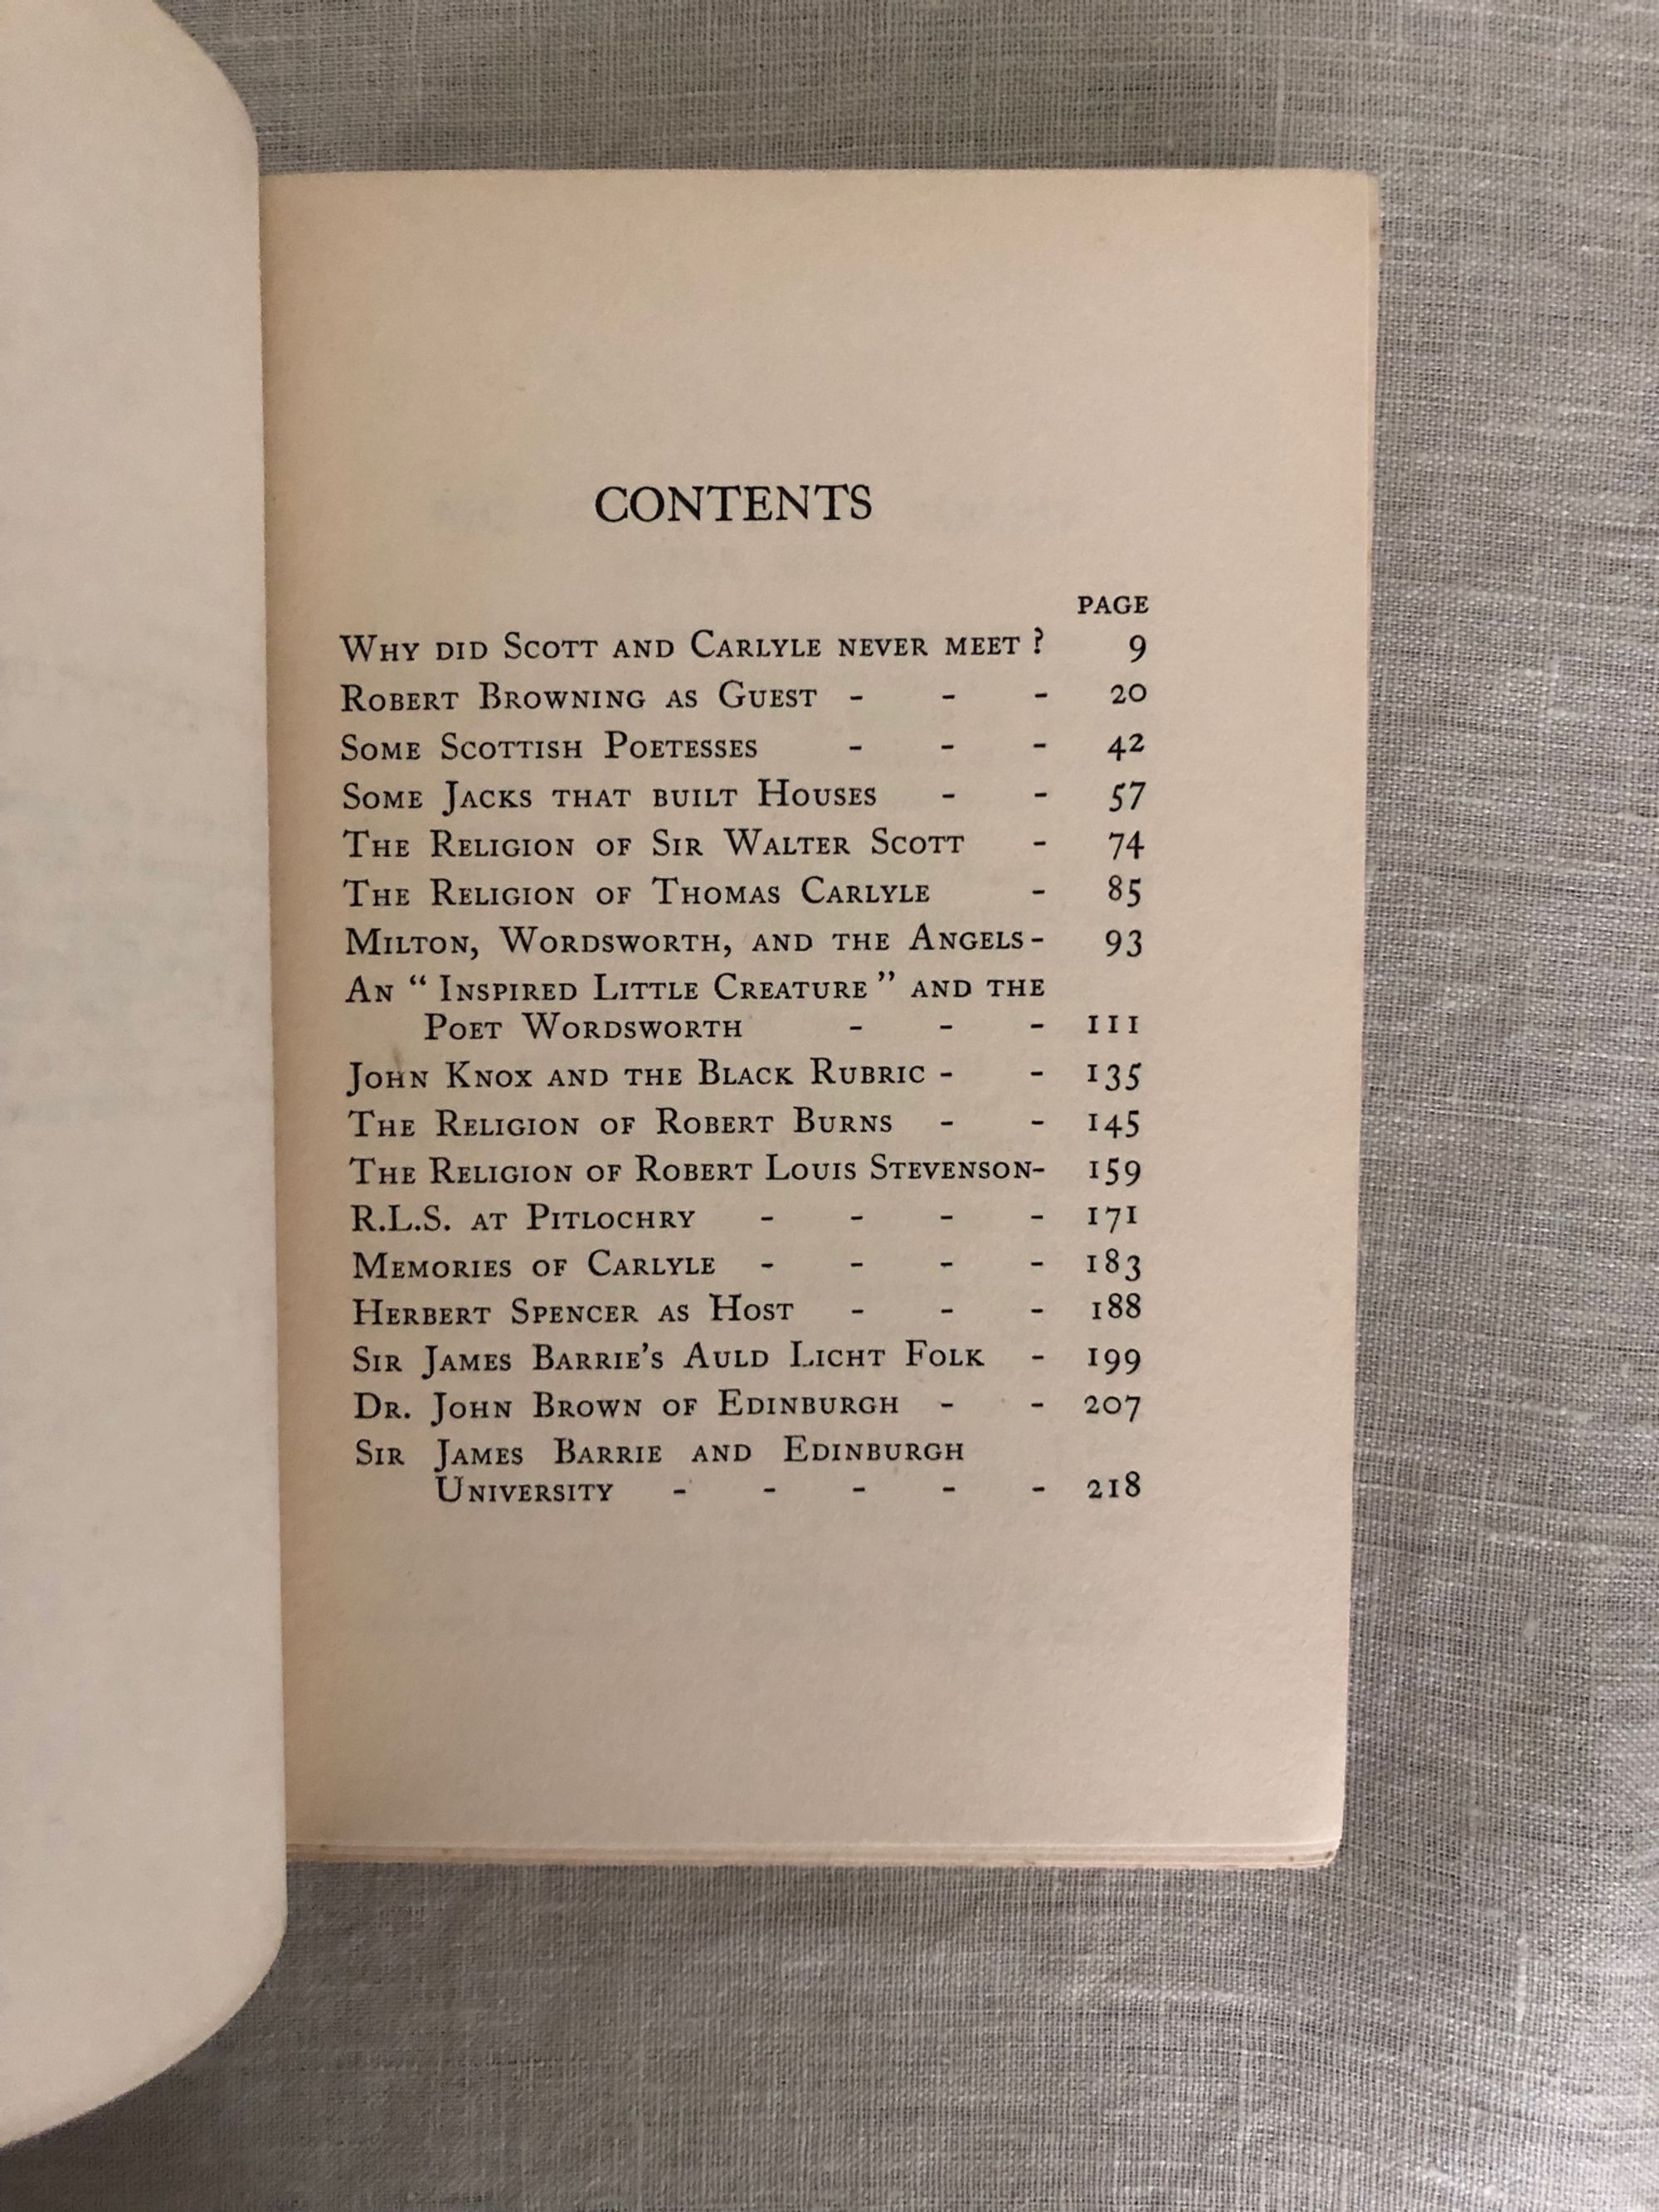 CONTENTS
PAGE
WHY DID SCOTT AND CARLYLE NEVER MEET ? 9
ROBERT BROWNING AS GUEST - - - 20
SOME SCOTTISH POETESSES - - - 42
SOME JACKS THAT BUILT HOUSES - - 57
THE RELIGION OF SIR WALTER SCOTT - 74
THE RELIGION OF THOMAS CARLYLE - 85
MILTON, WORDSWORTH, AND THE ANGELS - 93
AN “ INSPIRED LITTLE CREATURE ” AND THE
POET WORDSWORTH - - - 111
JOHN KNOX AND THE BLACK RUBRIC - - 135
THE RELIGION OF ROBERT BURNS - - 145
THE RELIGION OF ROBERT LOUIS STEVENSON- 159
R.L.S. AT PITLOCHRY - - - - 171
MEMORIES OF CARLYLE - - - - 183
HERBERT SPENCER AS HOST - - - 188
SIR JAMES BARRIE’S AULD LICHT FOLK - 199
DR. JOHN BROWN OF EDINBURGH - - 207
SIR JAMES BARRIE AND EDINBURGH
UNIVERSITY - - - - - 218